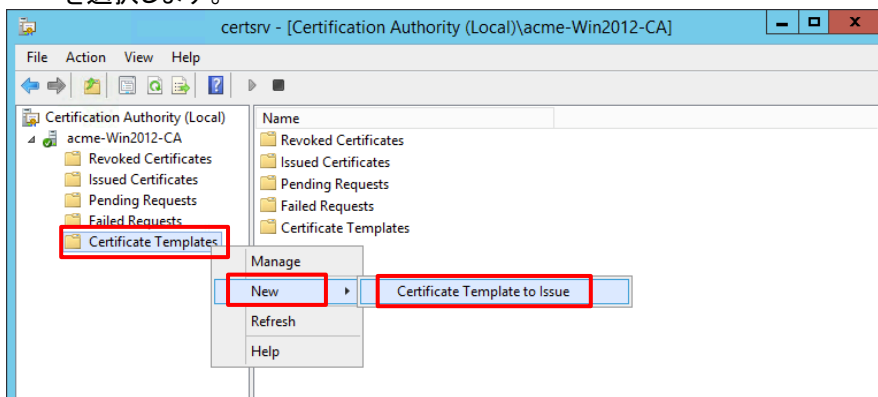 を選択します。
certsrv - [Certification Authority (Local)\acme-Win2012-CA]
File Action View Help
Certification Authority (Local)
acme-Win2012-CA
Revoked Certificates
Issued Certificates
Pending Requests
Failed Requests
Certificate Templates
Name
Revoked Certificates
Issued Certificates
Pending Requests
Failed Requests
Certificate Templates
Manage
New
Certificate Template to Issue
Refresh
Help